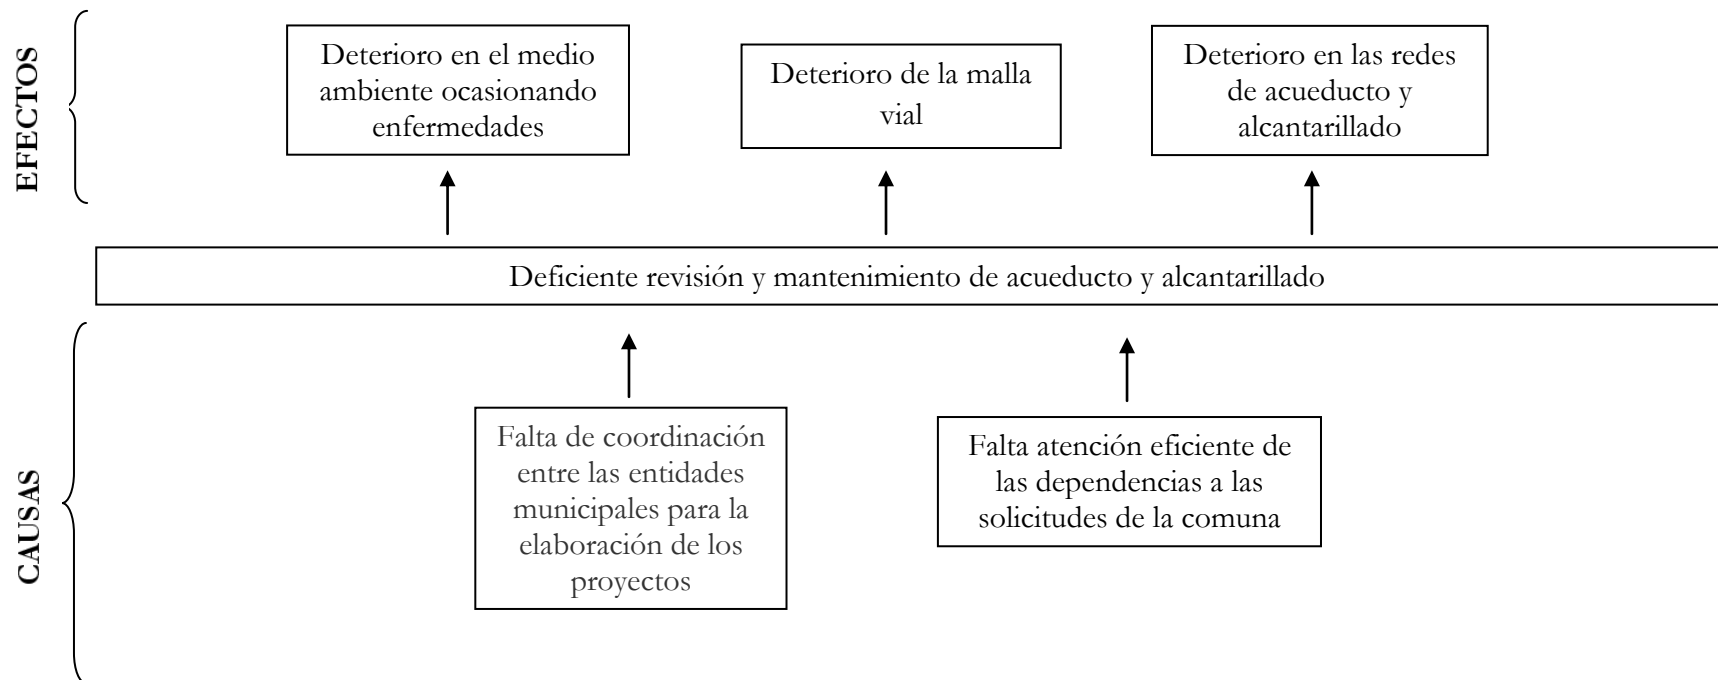 EFECTOS
Deterioro en el medio
ambiente ocasionando
enfermedades
Deterioro de la malla
vial
Deterioro en las redes
de acueducto y
alcantarillado
Deficiente revisión y mantenimiento de acueducto y alcantarillado
CAUSAS
Falta de coordinación
entre las entidades
municipales para la
elaboración de los
proyectos
Falta atención eficiente de
las dependencias a las
solicitudes de la comuna